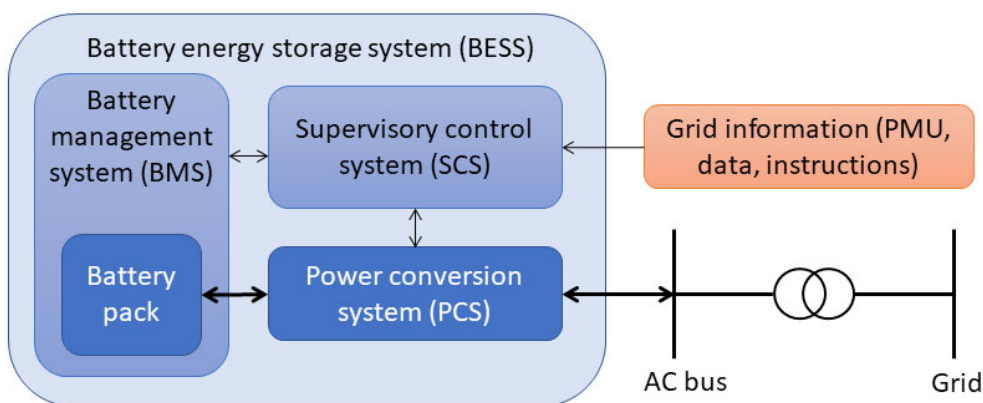 Battery energy storage system (BESS)
Battery
management
system (BMS)
Supervisory control
system (SCS)
Grid information (PMU,
data, instructions)
Battery
pack
Power conversion
system (PCS)
AC bus
Grid